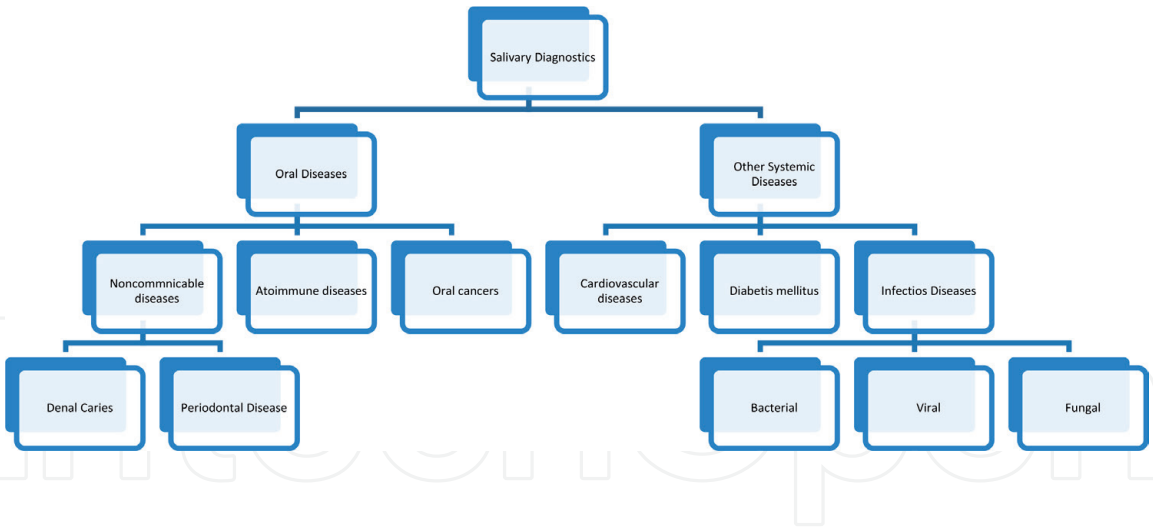 Salivary Diagnostics
Oral Diseases
Other Systemic
Diseases
Noncommnicable
diseases
Atoimmune diseases
Oral cancers
Cardiovascular
diseases
Diabetis mellitus
Infectios Diseases
Denal Caries
Periodontal Disease
Bacterial
Viral
Fungal